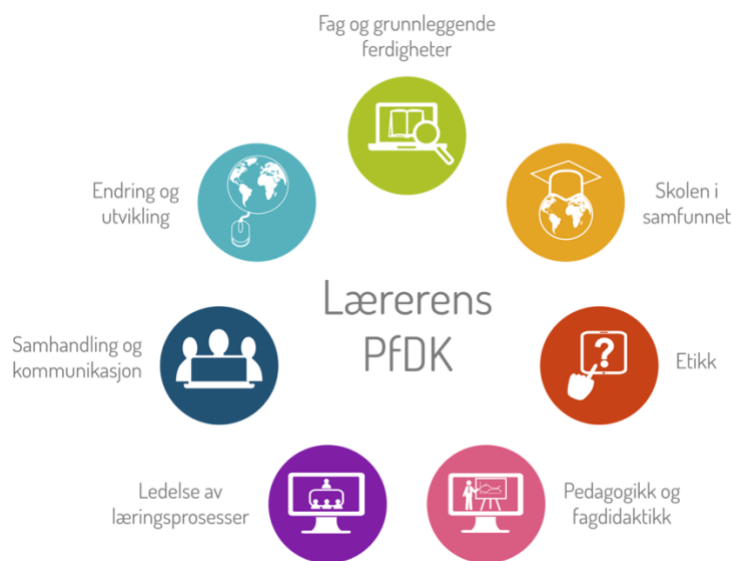 Fag og grunnleggende
ferdigheter
Endring og
utvikling
Skolen i
samfunnet
Lærerens
PfDK
Samhandling og
kommunikasjon
Etikk
?
Ledelse av
læringsprosesser
Pedagogikk og
fagdidaktikk